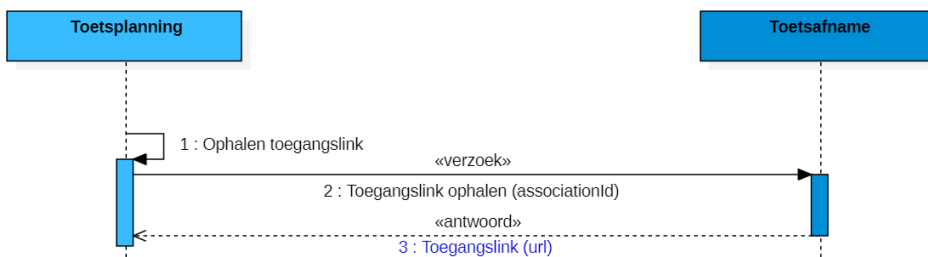 Toetsplanning
Toetsafname
1 : Ophalen toegangslink
«verzoek»
2 : Toegangslink ophalen (associationId)
«antwoord»
3 : Toegangslink (url)